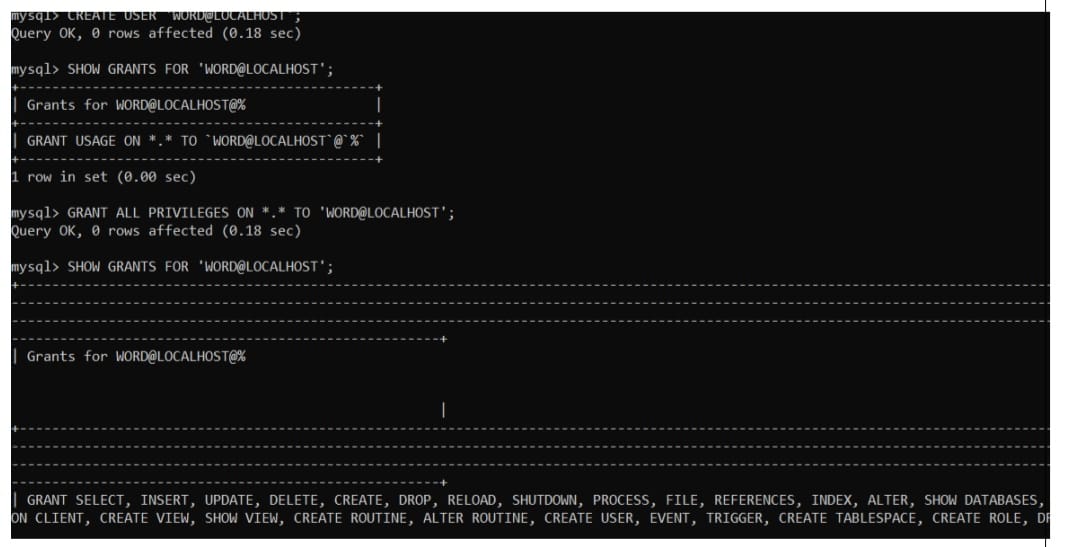 mysql> CREATE USER 'WORD@LOCALHOST';
Query OK, 0 rows affected (0.18 sec)
mysql> SHOW GRANTS FOR 'WORD@LOCALHOST';
+--------------------------------------------+
| Grants for WORD@LOCALHOST@% |
+--------------------------------------------+
| GRANT USAGE ON *.* TO `WORD@LOCALHOST`@`%` |
+--------------------------------------------+
1 row in set (0.00 sec)
mysql> GRANT ALL PRIVILEGES ON *.* TO 'WORD@LOCALHOST';
Query OK, 0 rows affected (0.18 sec)
mysql> SHOW GRANTS FOR 'WORD@LOCALHOST';
| Grants for WORD@LOCALHOST@%
|
| GRANT SELECT, INSERT, UPDATE, DELETE, CREATE, DROP, RELOAD, SHUTDOWN, PROCESS, FILE, REFERENCES, INDEX, ALTER, SHOW DATABASES,
ON CLIENT, CREATE VIEW, SHOW VIEW, CREATE ROUTINE, ALTER ROUTINE, CREATE USER, EVENT, TRIGGER, CREATE TABLESPACE, CREATE ROLE,